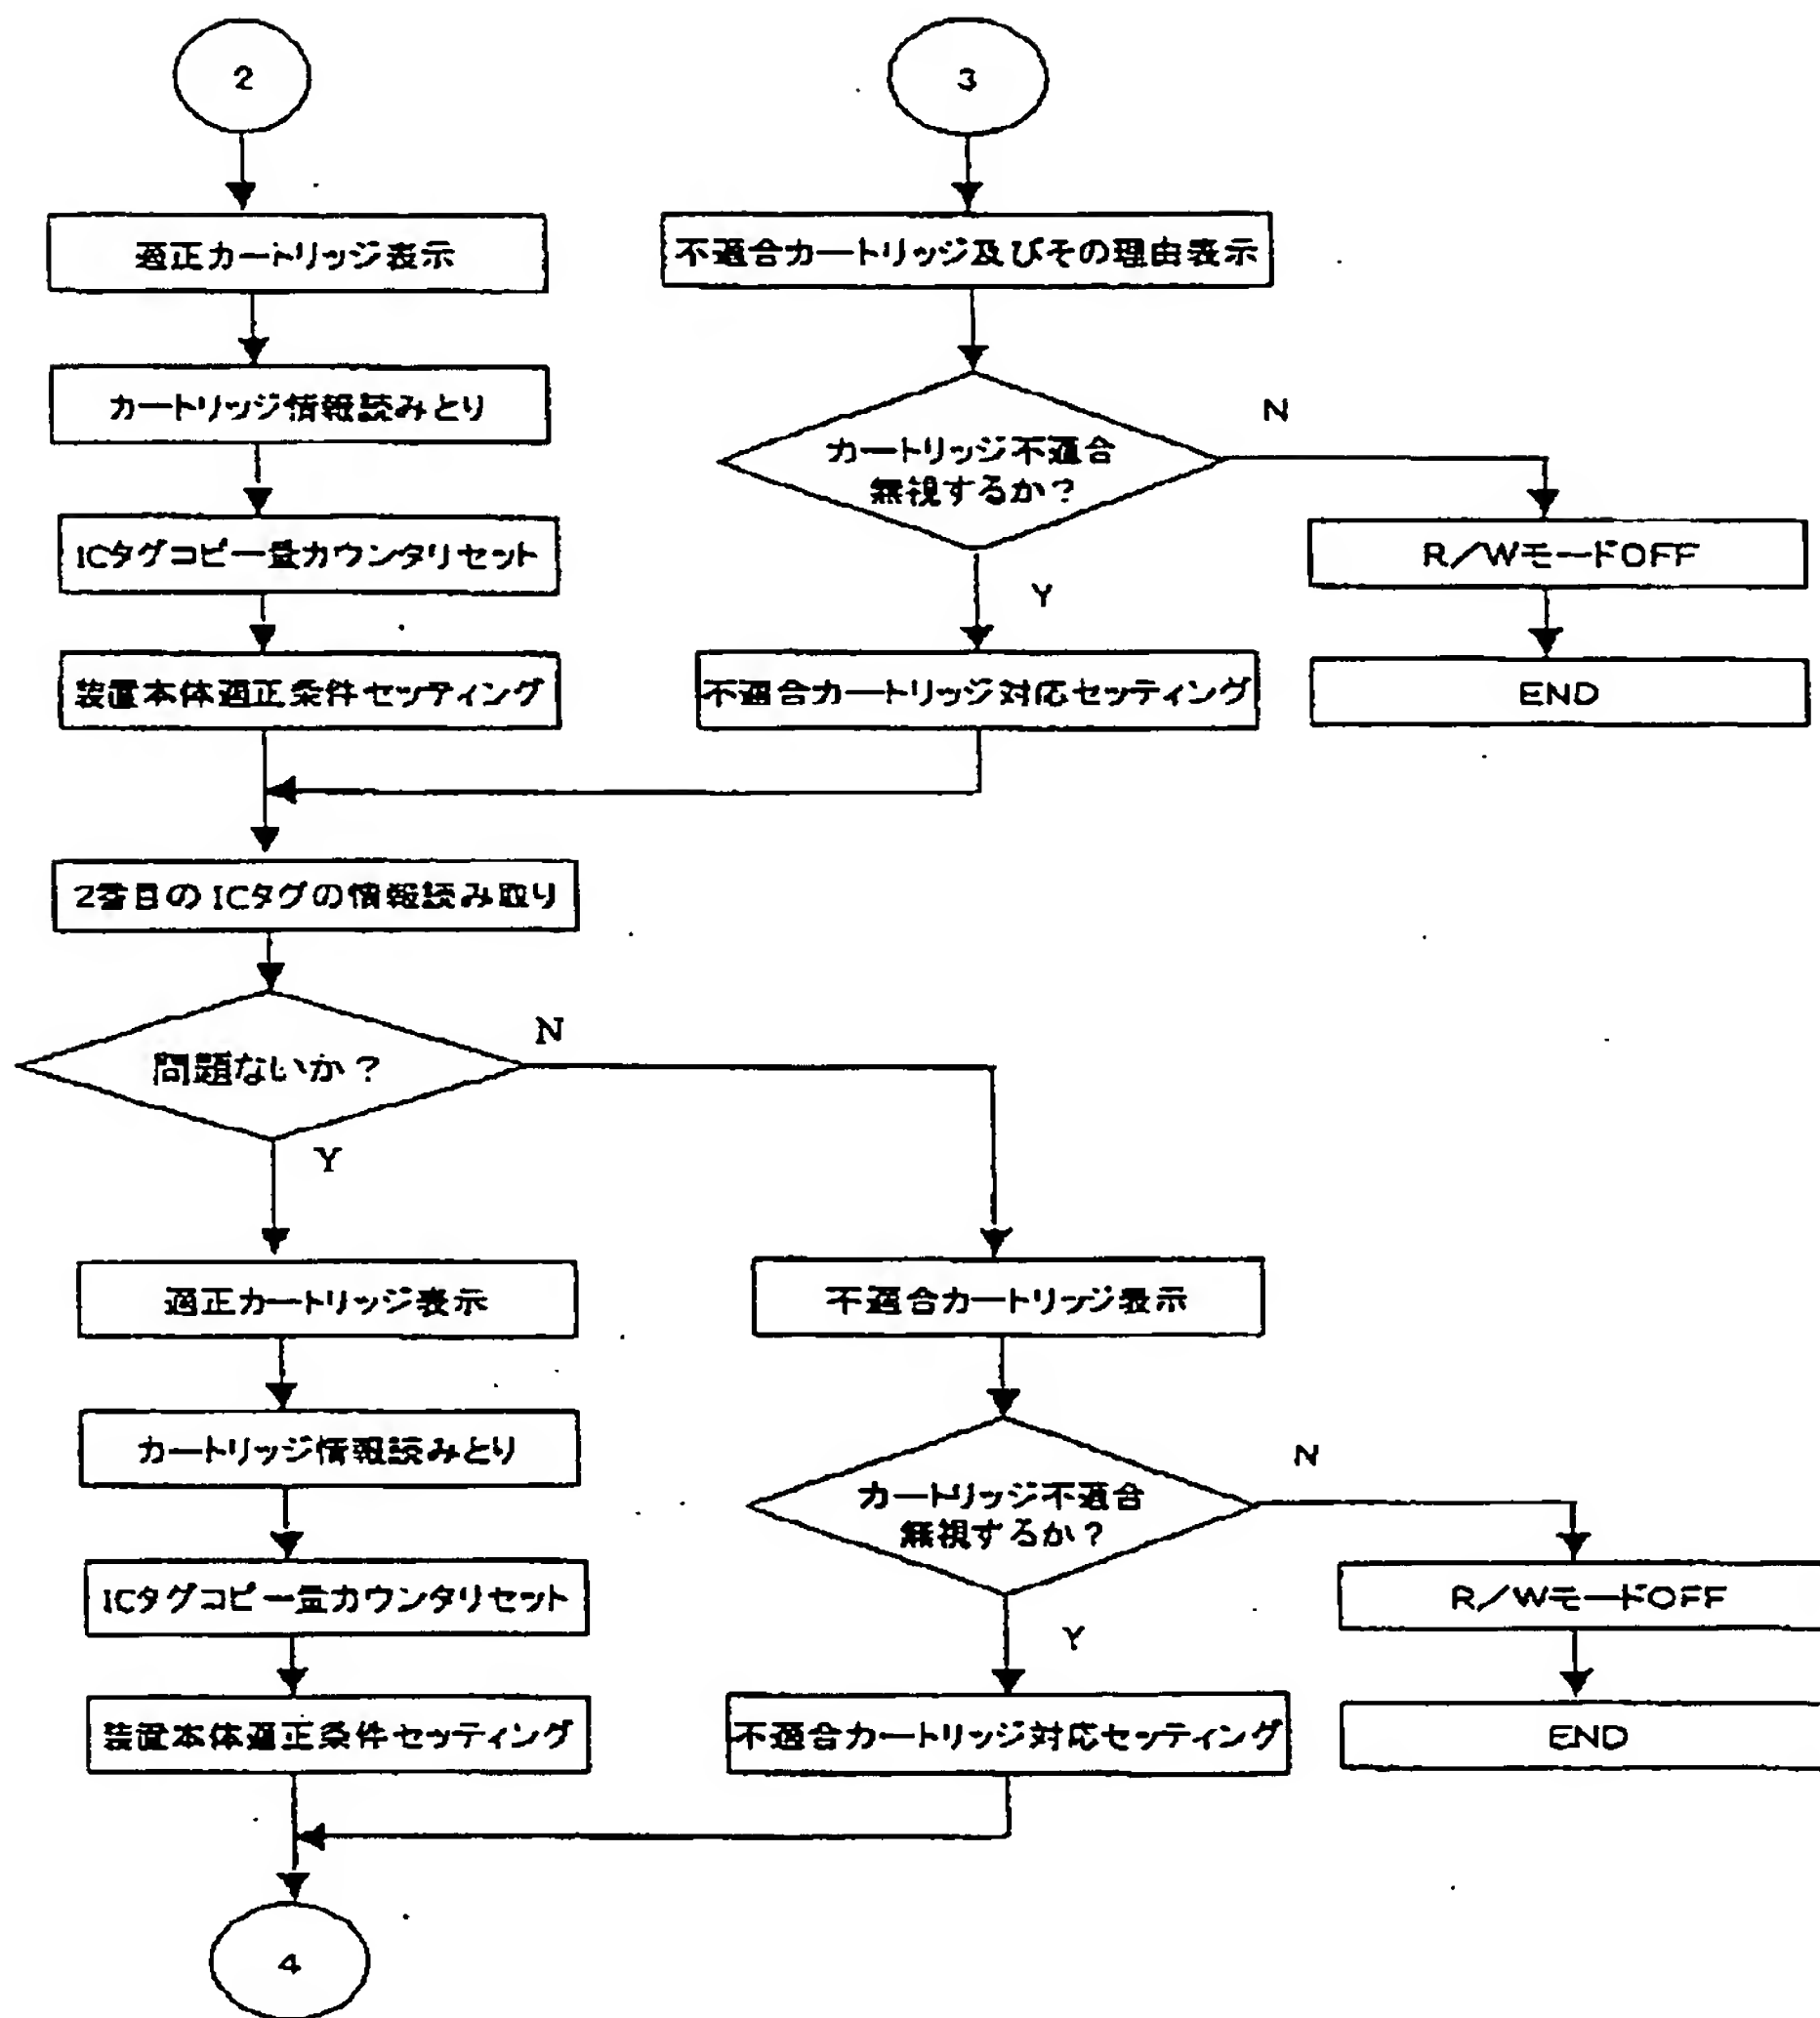 2
3
適正カートリッジ表示
不適合カートリッジ及びその理由表示
カートリッジ情報読みとり
カートリッジ不適合
無視するか?
N
Y
ICタグコピー量カウンタリセット
R/WモードOFF
装置本体適正条件セッティング
不適合カートリッジ対応セッティング
END
2番目のICタグの情報読み取り
問題ないか?
N
Y
適正カートリッジ表示
不適合カートリッジ表示
カートリッジ情報読みとり
カートリッジ不適合
無視するか?
N
Y
ICタグコピー量カウンタリセット
R/WモードOFF
装置本体適正条件セッティング
不適合カートリッジ対応セッティング
END
4